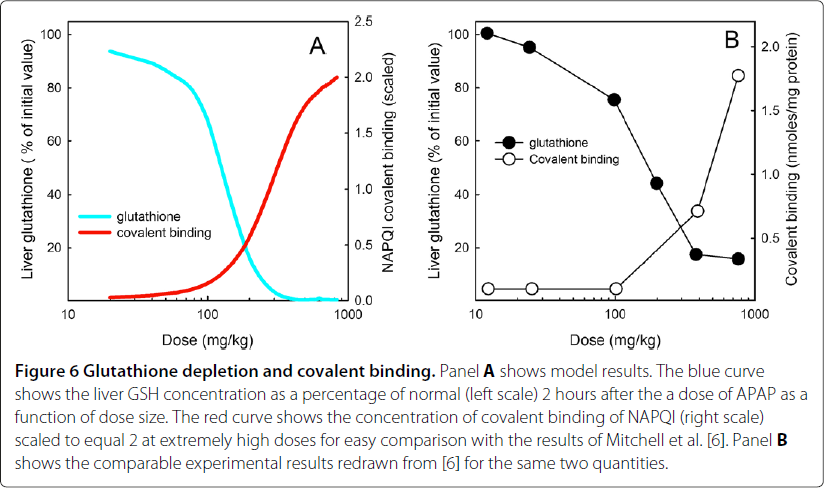 A
Liver glutathione ( % of initial value)
100
80
60
40
20
NAPQI covalent binding (scaled)
2.5
2.0
1.5
1.0
0.5
0.0
glutathione
covalent binding
10
100
1000
Dose (mg/kg)
B
Liver glutathione (% of initial value)
100
80
60
40
20
Covalent binding (nmoles/mg protein)
2.0
1.5
1.0
0.5
glutathione
Covalent binding
10
100
1000
Dose (mg/kg)
Figure 6 Glutathione depletion and covalent binding. Panel A shows model results. The blue curve
shows the liver GSH concentration as a percentage of normal (left scale) 2 hours after the a dose of APAP as a
function of dose size. The red curve shows the concentration of covalent binding of NAPQI (right scale)
scaled to equal 2 at extremely high doses for easy comparison with the results of Mitchell et al. [6]. Panel B
shows the comparable experimental results redrawn from [6] for the same two quantities.